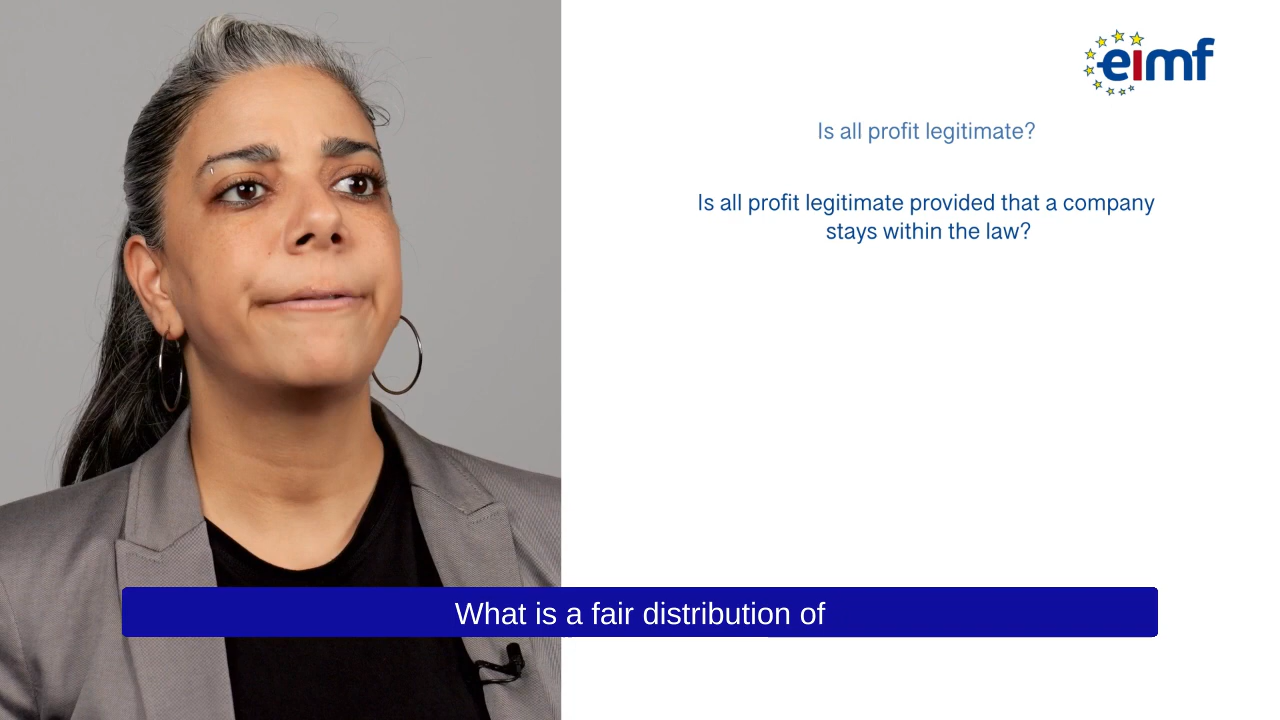 eimf
Is all profit legitimate?
Is all profit legitimate provided that a company
stays within the law?
What is a fair distribution of